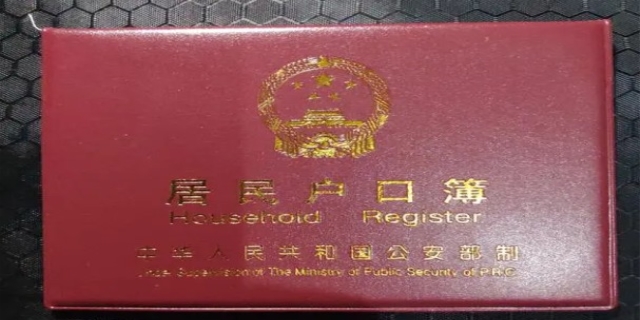 居民户口簿
Household Register
中华人民共和国公安部制
Under Supervision of The Ministry of Public Security of P.R.C.